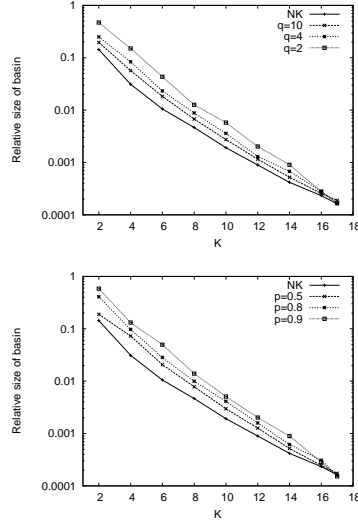 1
0.1
0.01
0.001
0.0001
Relative size of basin
2 4 6 8 10 12 14 16 18
K
NK
q=10
q=4
q=2
1
0.1
0.01
0.001
0.0001
Relative size of basin
2 4 6 8 10 12 14 16 18
K
NK
p=0.5
p=0.8
p=0.9